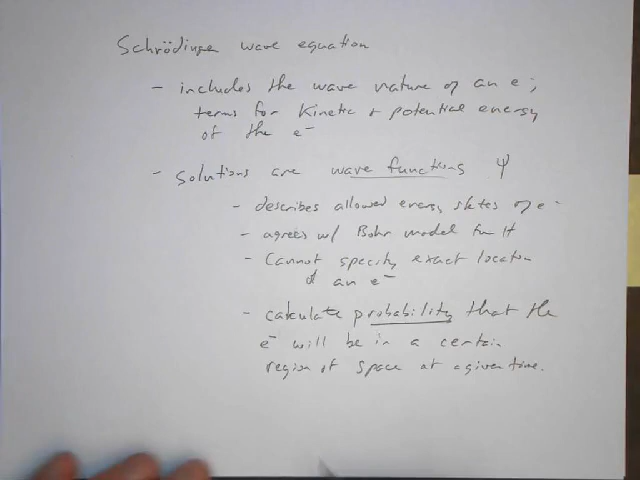 Schrödinger wave equation
- includes the wave nature of an e⁻;
terms for kinetic + potential energy
of the e⁻
- solutions are wave functions ψ
- describes allowed energy states of e⁻
- agrees w/ Bohr model for H
- cannot specify exact location
of an e⁻
- calculate probability that the
e⁻ will be in a certain
region of space at a given time.